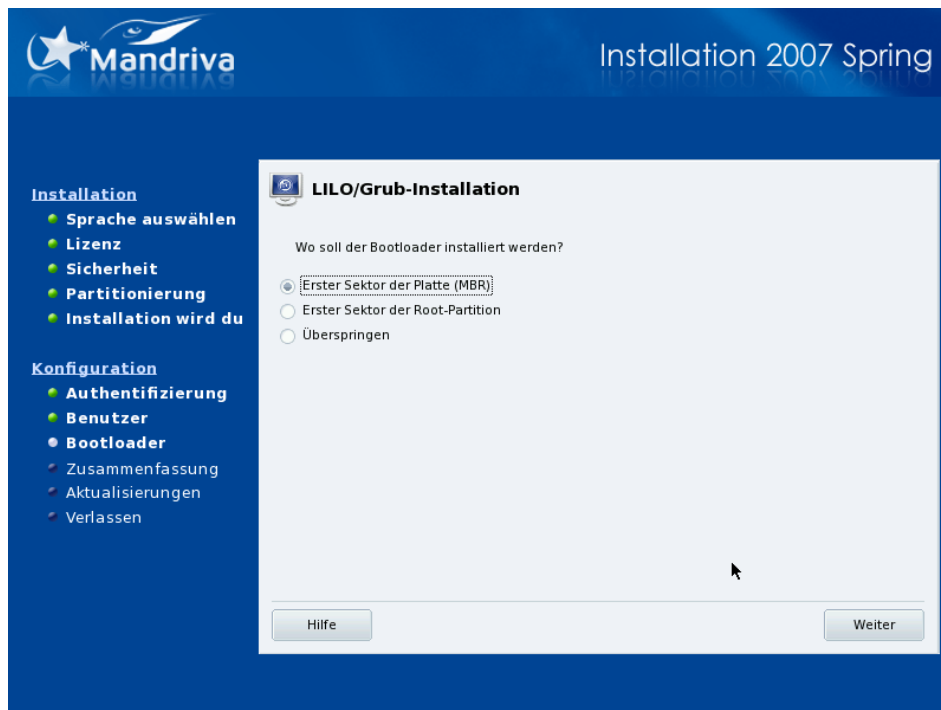 Mandriva
Installation 2007 Spring
Installation
Sprache auswählen
Lizenz
Sicherheit
Partitionierung
Installation wird du
Konfiguration
Authentifizierung
Benutzer
Bootloader
Zusammenfassung
Aktualisierungen
Verlassen
LILO/Grub-Installation
Wo soll der Bootloader installiert werden?
Erster Sektor der Platte (MBR)
Erster Sektor der Root-Partition
Überspringen
Hilfe
Weiter